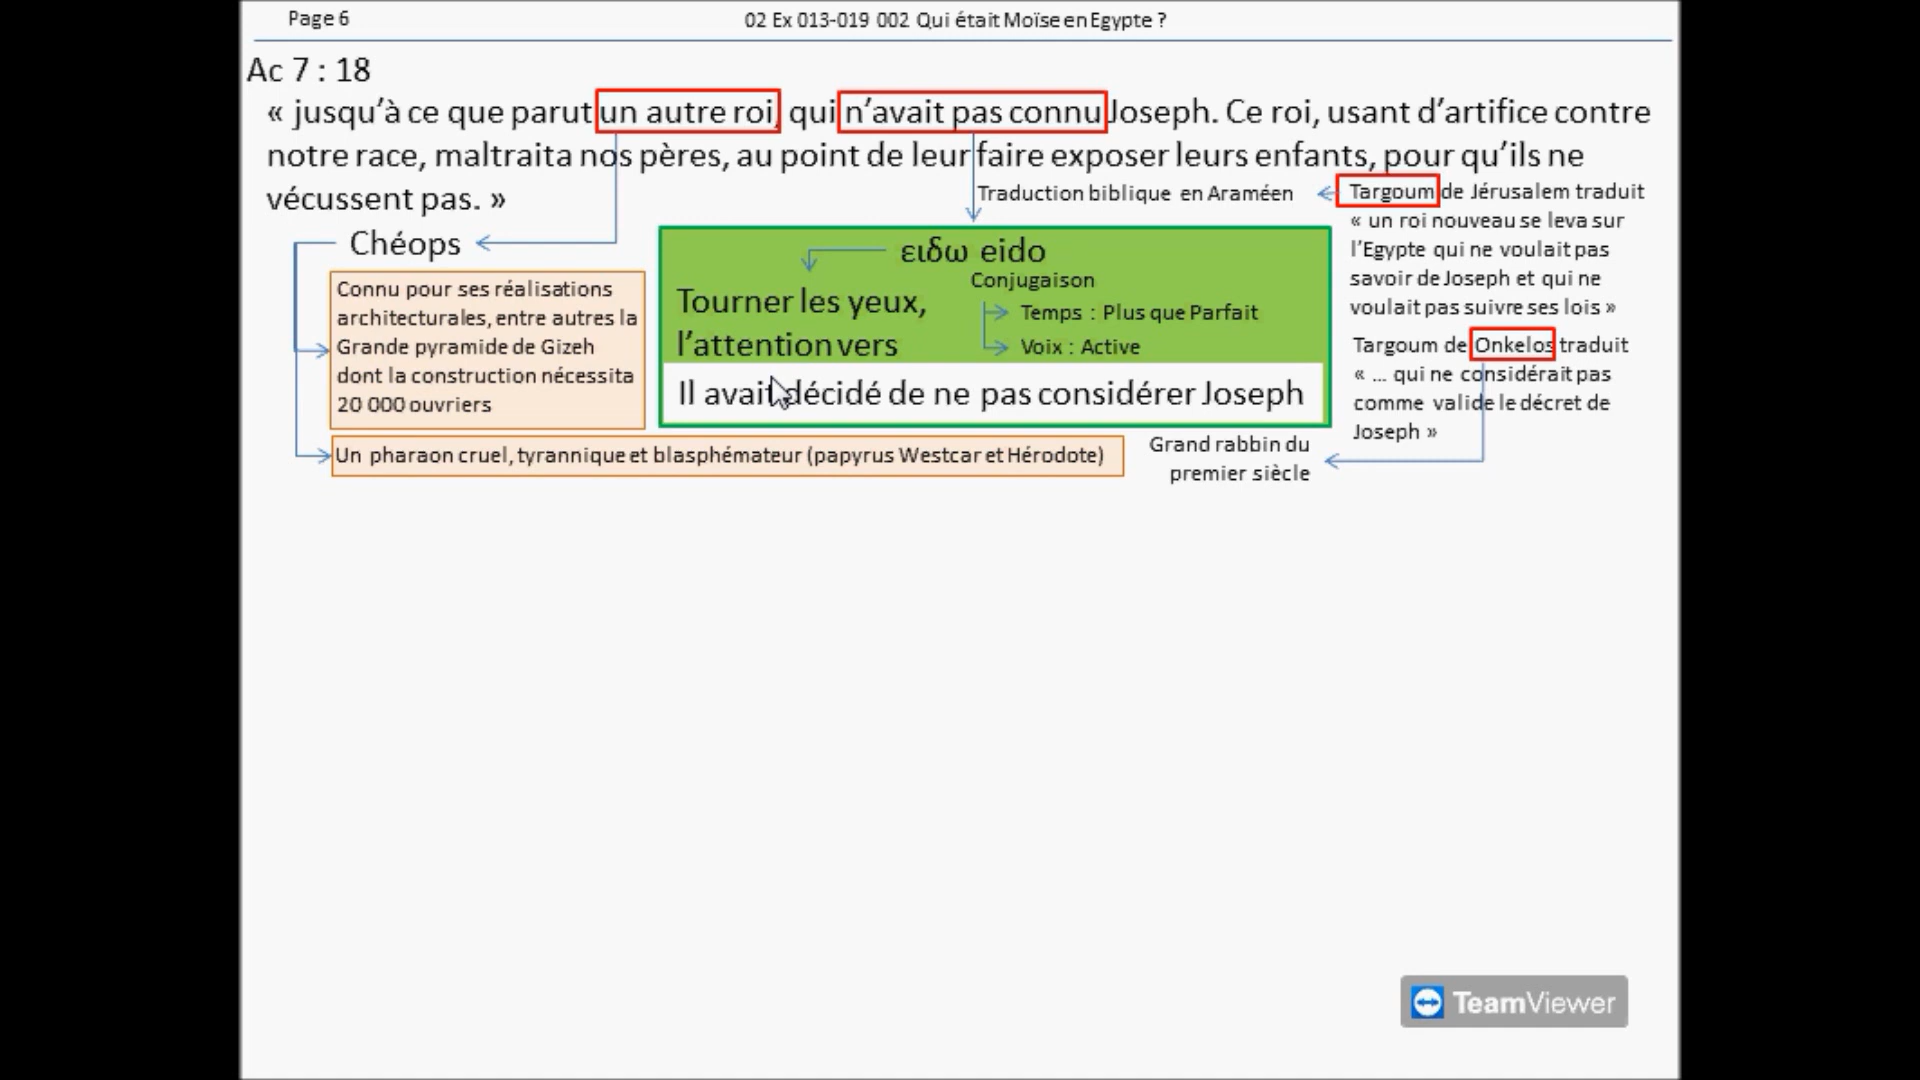 Page 6
02 Ex 013-019 002 Qui était Moïse en Egypte ?
Ac 7 : 18
« jusqu’à ce que parut un autre roi, qui n’avait pas connu Joseph. Ce roi, usant d’artifice contre
notre race, maltraita nos pères, au point de leur faire exposer leurs enfants, pour qu’ils ne
vécussent pas. »
Traduction biblique en Araméen
Targoum de Jérusalem traduit
« un roi nouveau se leva sur
l’Egypte qui ne voulait pas
savoir de Joseph et qui ne
voulait pas suivre ses lois »
Chéops
Connu pour ses réalisations
architecturales, entre autres la
Grande pyramide de Gizeh
dont la construction nécessita
20 000 ouvriers
ειδω eido
Conjugaison
Tourner les yeux,
l’attention vers
Temps : Plus que Parfait
Voix : Active
Il avait décidé de ne pas considérer Joseph
Targoum de Onkelos traduit
« ... qui ne considérait pas
comme valide le décret de
Joseph »
Un pharaon cruel, tyrannique et blasphémateur (papyrus Westcar et Hérodote)
Grand rabbin du
premier siècle
TeamViewer